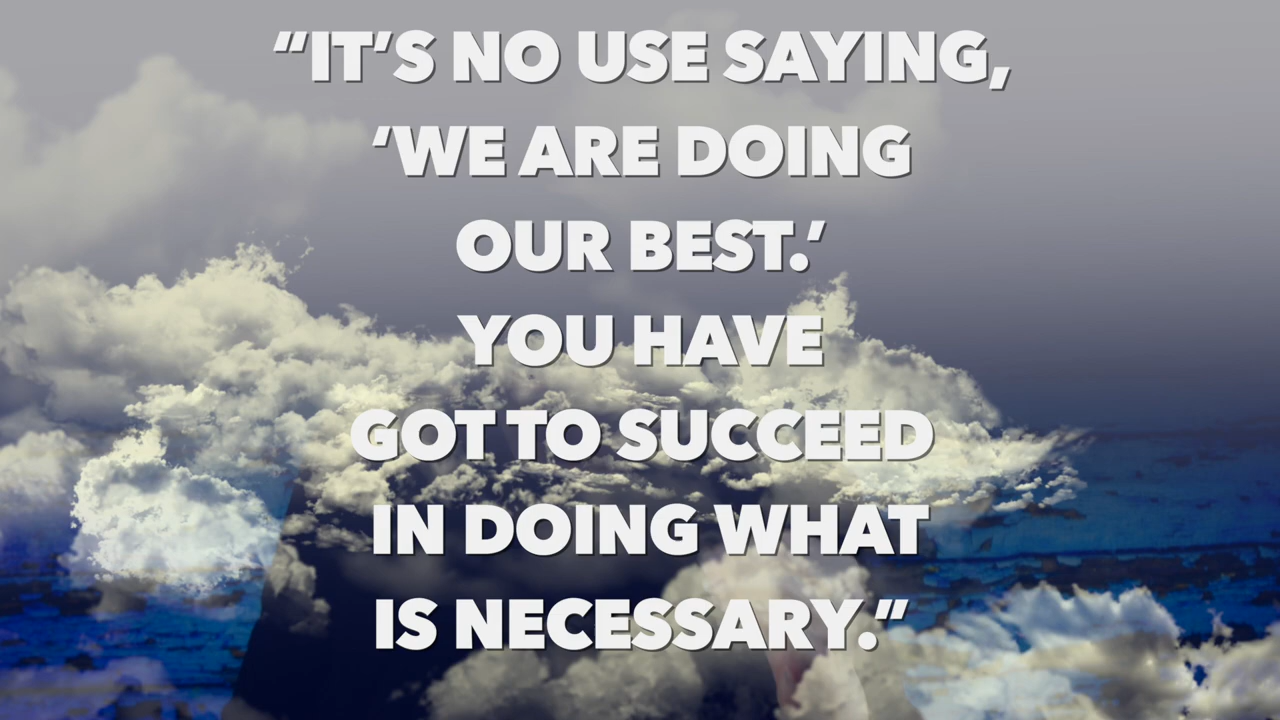 “IT’S NO USE SAYING,
‘WE ARE DOING
OUR BEST.’
YOU HAVE
GOT TO SUCCEED
IN DOING WHAT
IS NECESSARY.”